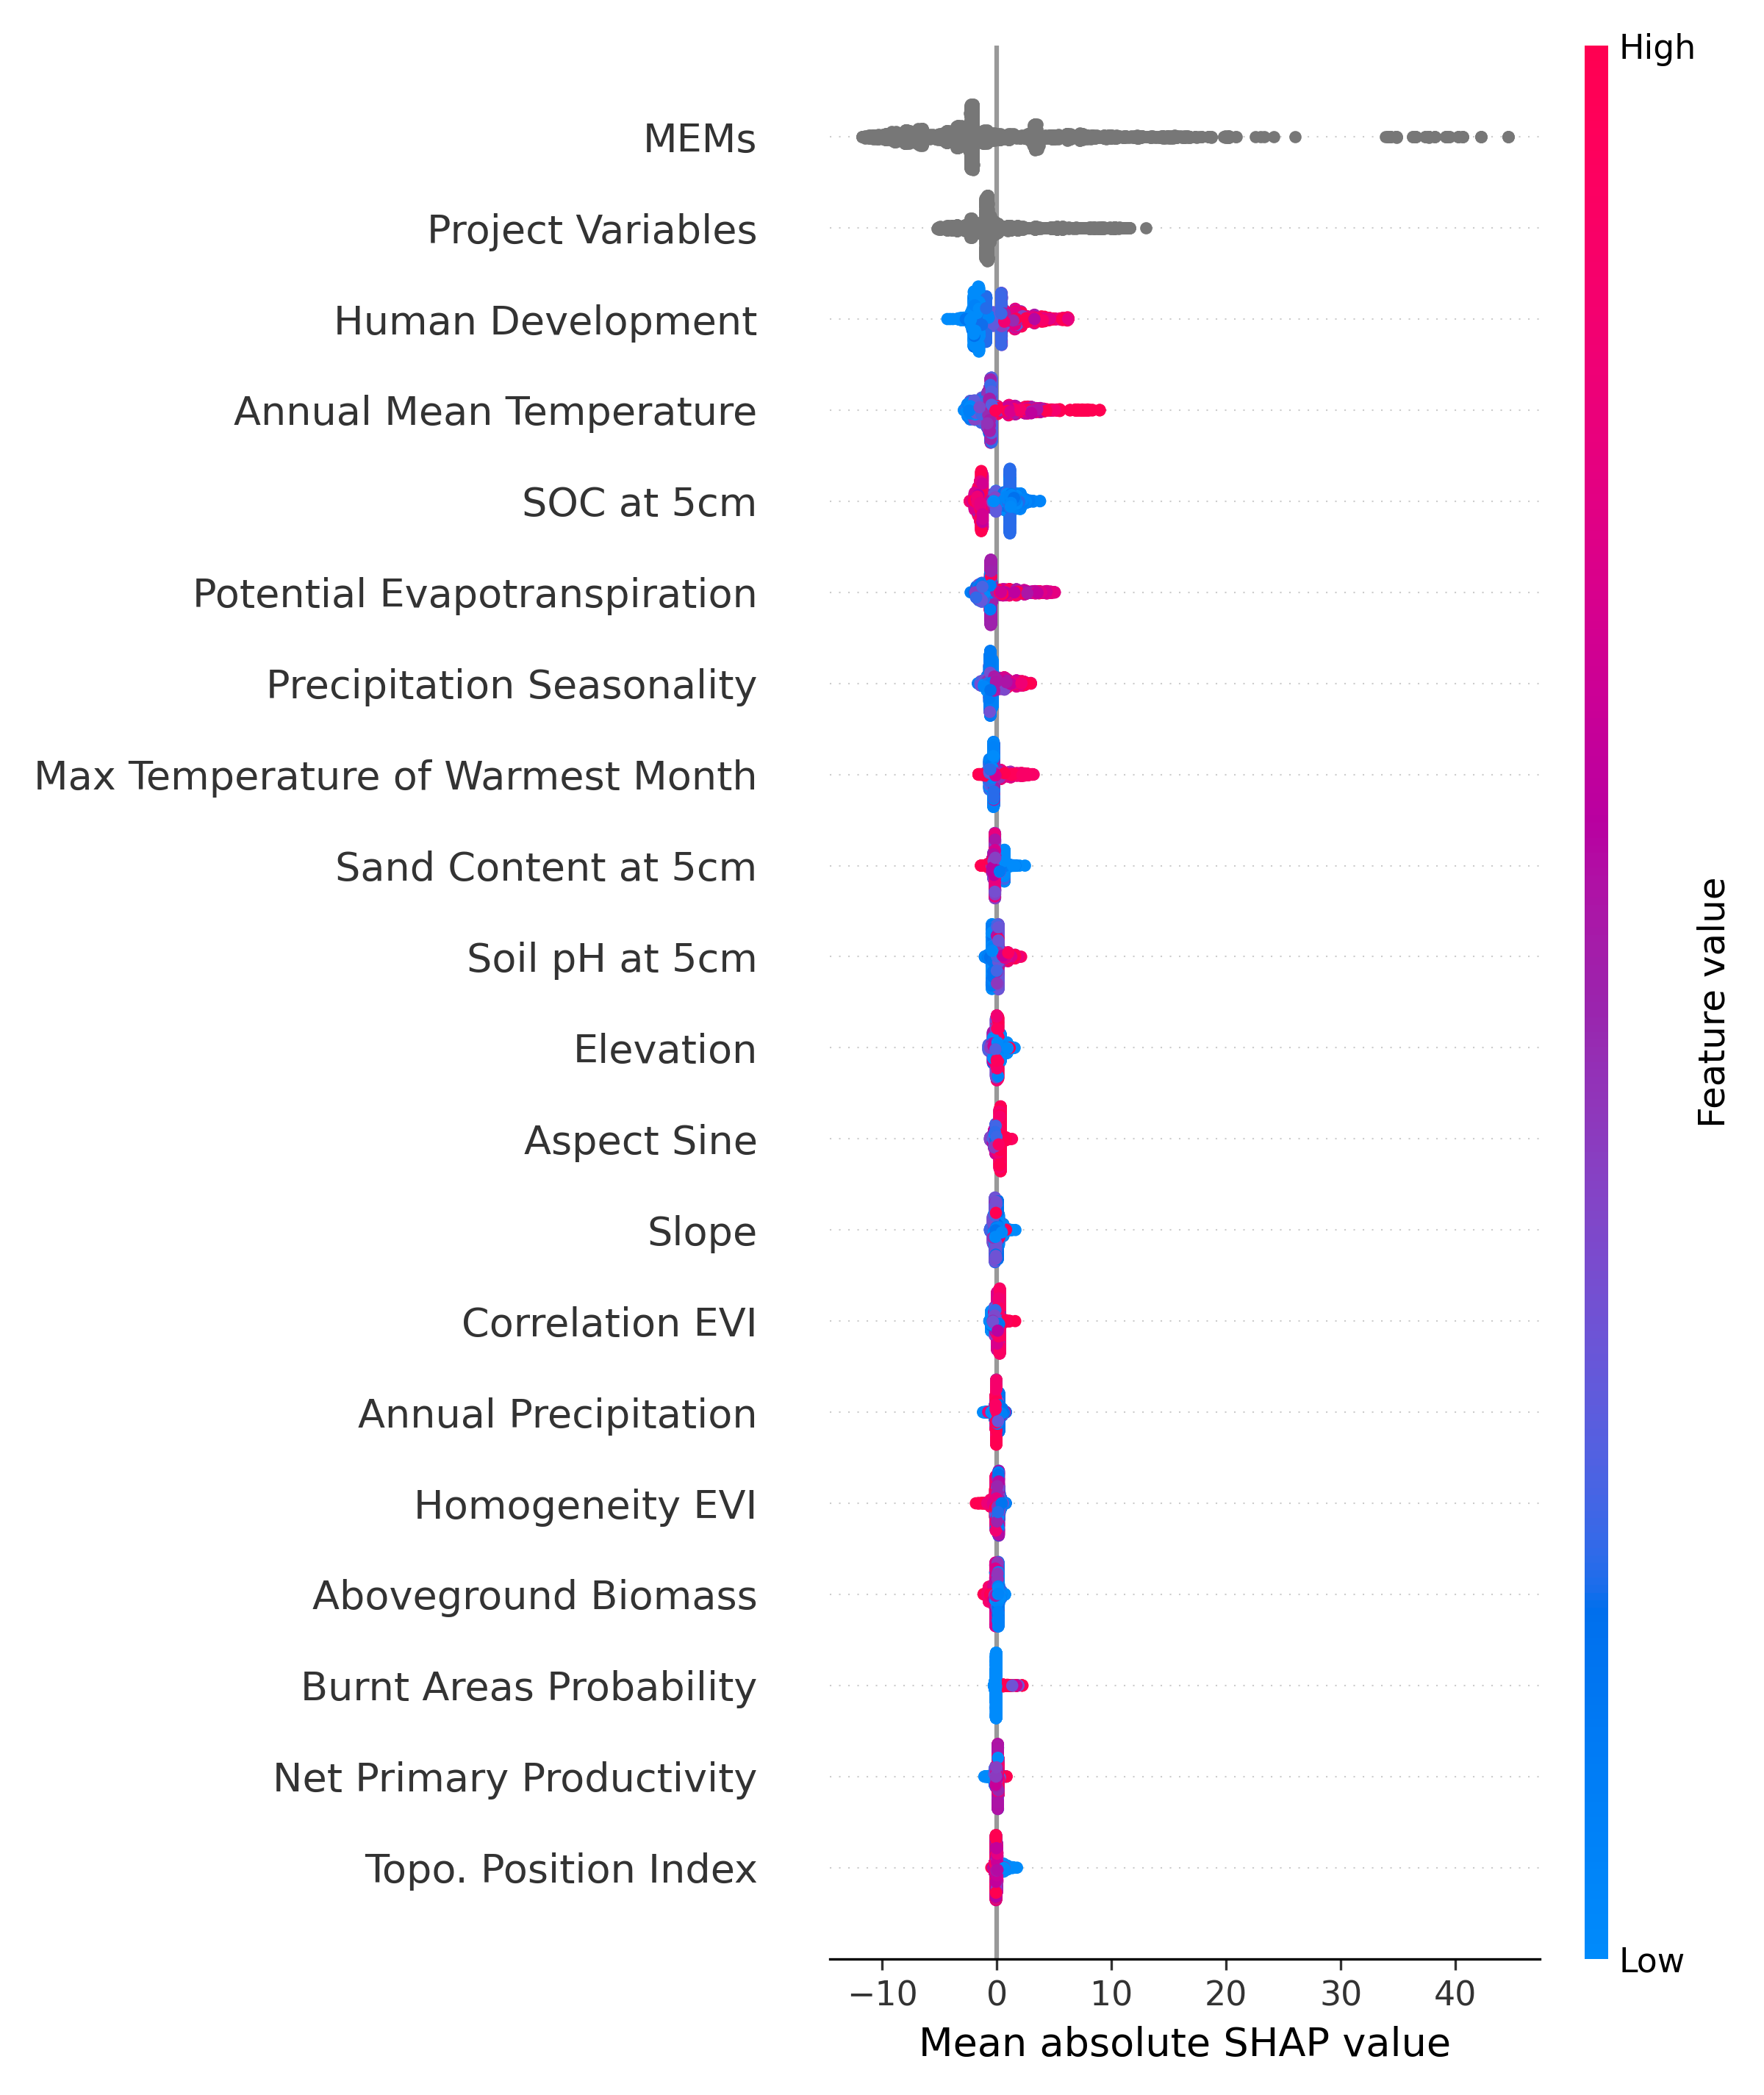 High
MEMs
Project Variables
Human Development
Annual Mean Temperature
SOC at 5cm
Potential Evapotranspiration
Precipitation Seasonality
Max Temperature of Warmest Month
Sand Content at 5cm
Soil pH at 5cm
Elevation
Aspect Sine
Slope
Correlation EVI
Annual Precipitation
Homogeneity EVI
Aboveground Biomass
Burnt Areas Probability
Net Primary Productivity
Topo. Position Index
Feature value
Low
−10 0 10 20 30 40
Mean absolute SHAP value